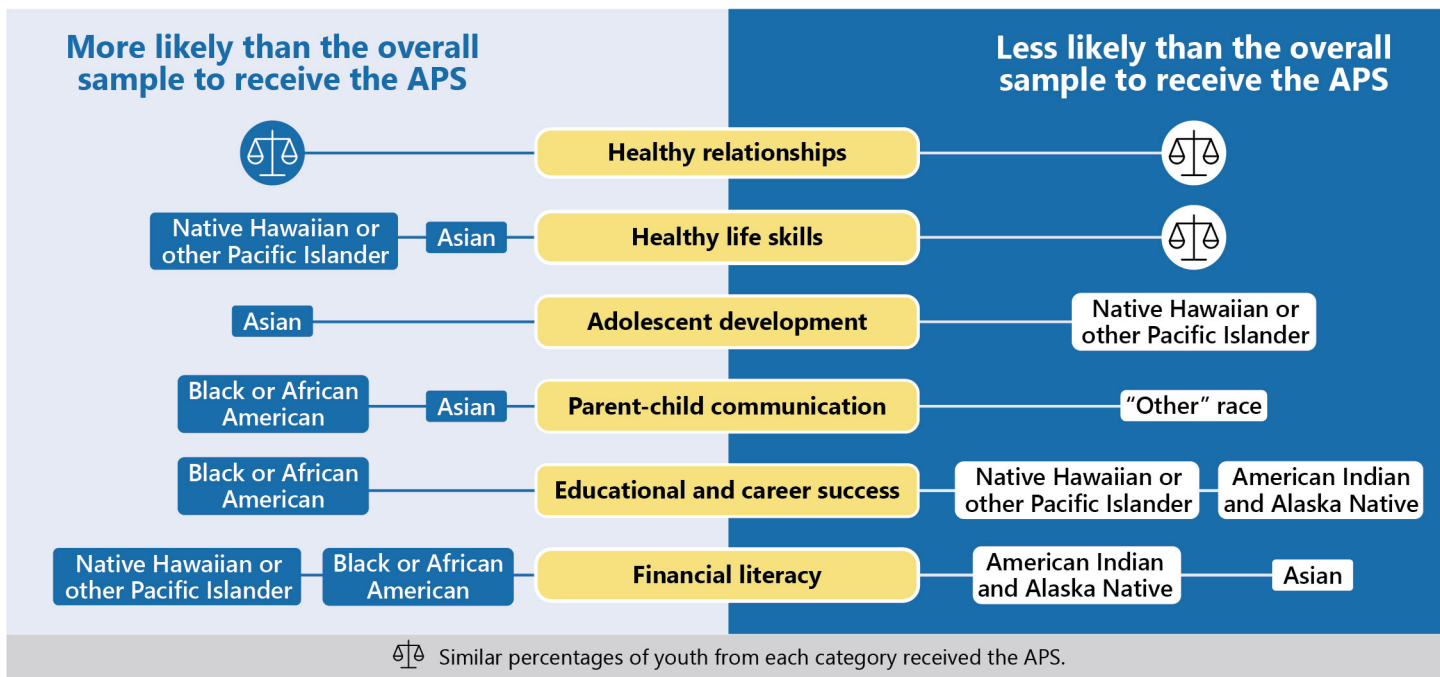 More likely than the overall
sample to receive the APS
Less likely than the overall
sample to receive the APS
Healthy relationships
Native Hawaiian or
other Pacific Islander
Asian
Healthy life skills
Asian
Adolescent development
Native Hawaiian or
other Pacific Islander
Black or African
American
Asian
Parent-child communication
“Other” race
Black or African
American
Educational and career success
Native Hawaiian or
other Pacific Islander
American Indian
and Alaska Native
Native Hawaiian or
other Pacific Islander
Black or African
American
Financial literacy
American Indian
and Alaska Native
Asian
Similar percentages of youth from each category received the APS.